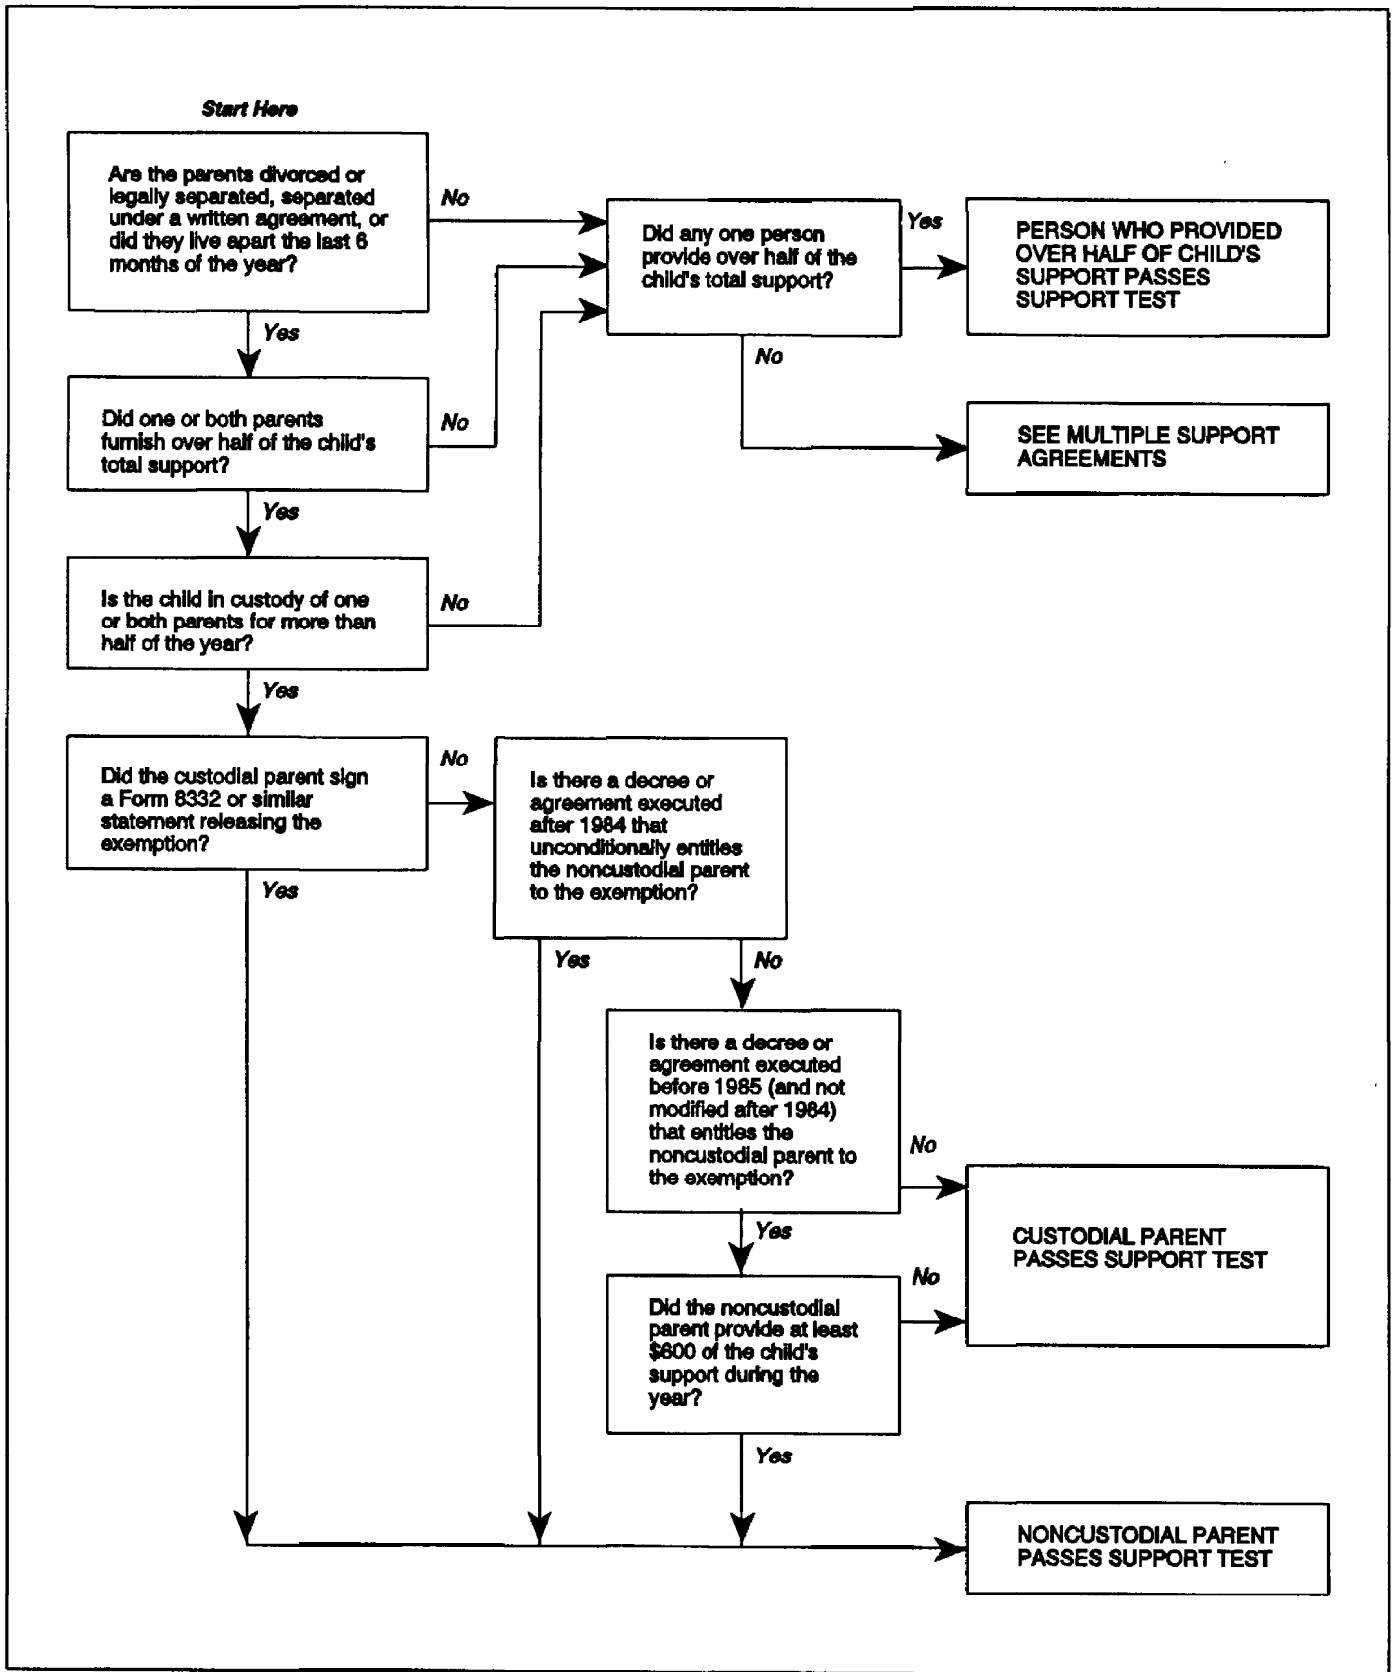 Start Here
Are the parents divorced or
legally separated, separated
under a written agreement, or
did they live apart the last 6
months of the year?
No
Yes
Did any one person
provide over half of the
child's total support?
Yes
No
PERSON WHO PROVIDED
OVER HALF OF CHILD'S
SUPPORT PASSES
SUPPORT TEST
SEE MULTIPLE SUPPORT
AGREEMENTS
Did one or both parents
furnish over half of the child's
total support?
No
Yes
Is the child in custody of one
or both parents for more than
half of the year?
No
Yes
Did the custodial parent sign
a Form 8332 or similar
statement releasing the
exemption?
No
Yes
Is there a decree or
agreement executed
after 1984 that
unconditionally entitles
the noncustodial parent
to the exemption?
Yes
No
Is there a decree or
agreement executed
before 1985 (and not
modified after 1984)
that entitles the
noncustodial parent to
the exemption?
No
Yes
Did the noncustodial
parent provide at least
$600 of the child's
support during the
year?
No
Yes
CUSTODIAL PARENT
PASSES SUPPORT TEST
NONCUSTODIAL PARENT
PASSES SUPPORT TEST